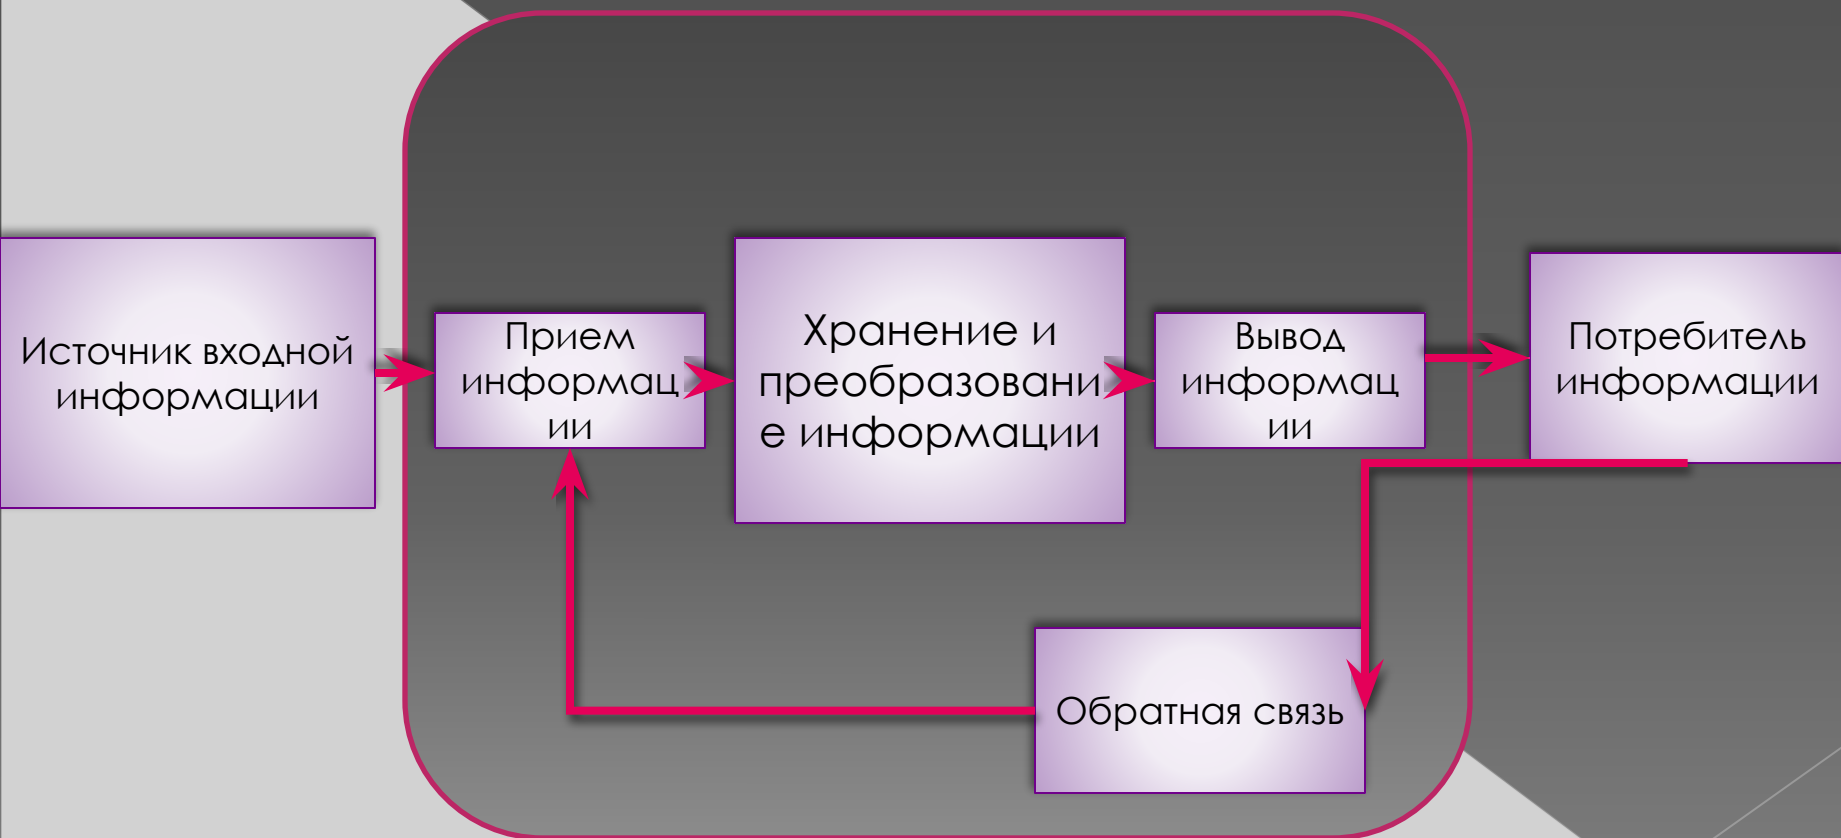 Источник входной
информации
Прием
информац
ии
Хранение и
преобразовани
е информации
Вывод
информац
ии
Потребитель
информации
Обратная связь